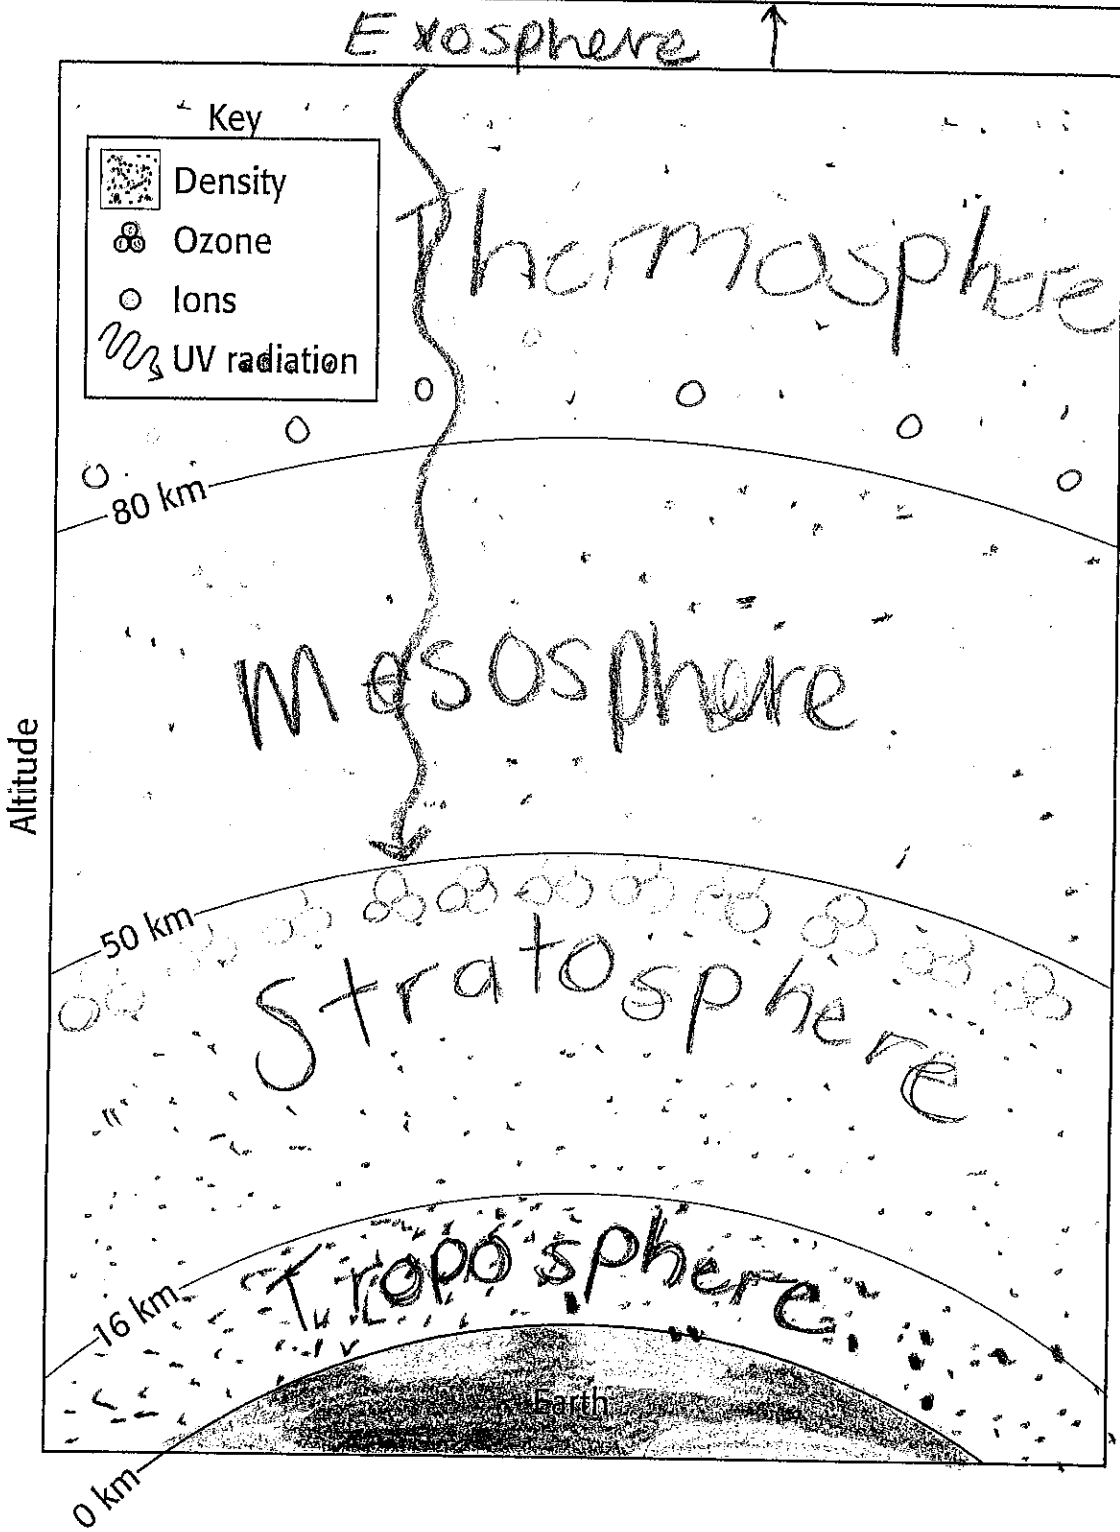 Exosphere
Key
Density
Ozone
Ions
UV radiation
Thermosphere
80 km
Mesosphere
Altitude
50 km
Stratosphere
Troposphere
16 km
Earth
0 km